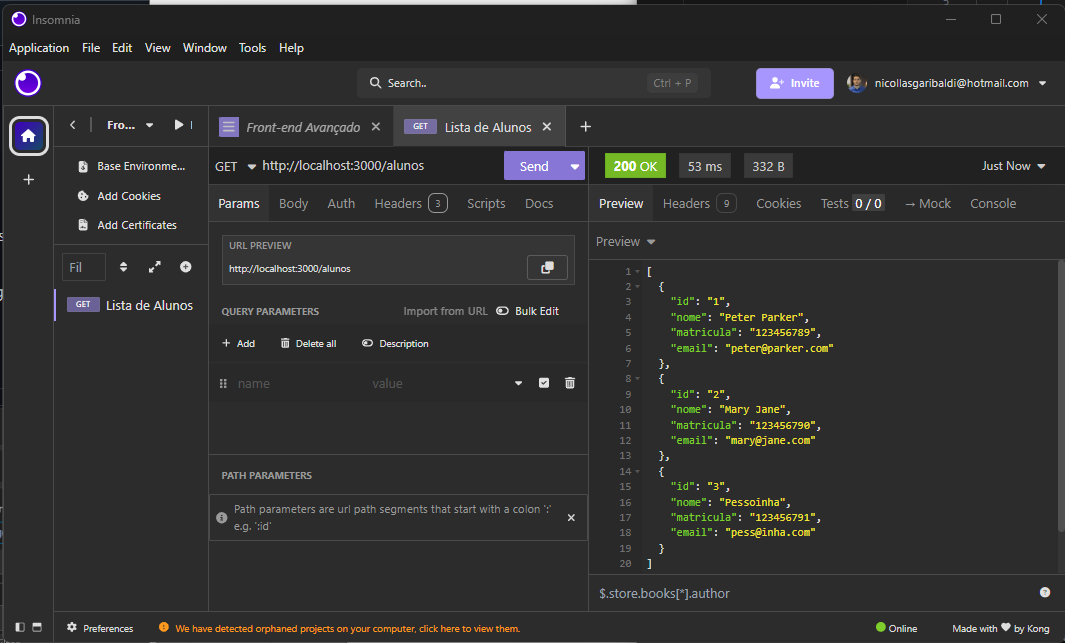 Insomnia
Application File Edit View Window Tools Help
Search.. Ctrl + P
Invite
nicollasgaribaldi@hotmail.com
Fro...
Front-end Avançado
GET Lista de Alunos
Base Environme...
Add Cookies
Add Certificates
Fil
GET Lista de Alunos
GET http://localhost:3000/alunos
Send
Params Body Auth Headers 3 Scripts Docs
URL PREVIEW
http://localhost:3000/alunos
QUERY PARAMETERS Import from URL Bulk Edit
Add Delete all Description
name value
PATH PARAMETERS
Path parameters are url path segments that start with a colon ':'
e.g. ':id'
200 OK 53 ms 332 B Just Now
Preview Headers 9 Cookies Tests 0 / 0 → Mock Console
Preview
1 [
2 {
3 "id": "1",
4 "nome": "Peter Parker",
5 "matricula": "123456789",
6 "email": "peter@parker.com"
7 },
8 {
9 "id": "2",
10 "nome": "Mary Jane",
11 "matricula": "123456790",
12 "email": "mary@jane.com"
13 },
14 {
15 "id": "3",
16 "nome": "Pessoinha",
17 "matricula": "123456791",
18 "email": "pess@inha.com"
19 }
20 ]
$.store.books[*].author
Preferences
We have detected orphaned projects on your computer, click here to view them.
Online
Made with ♥ by Kong